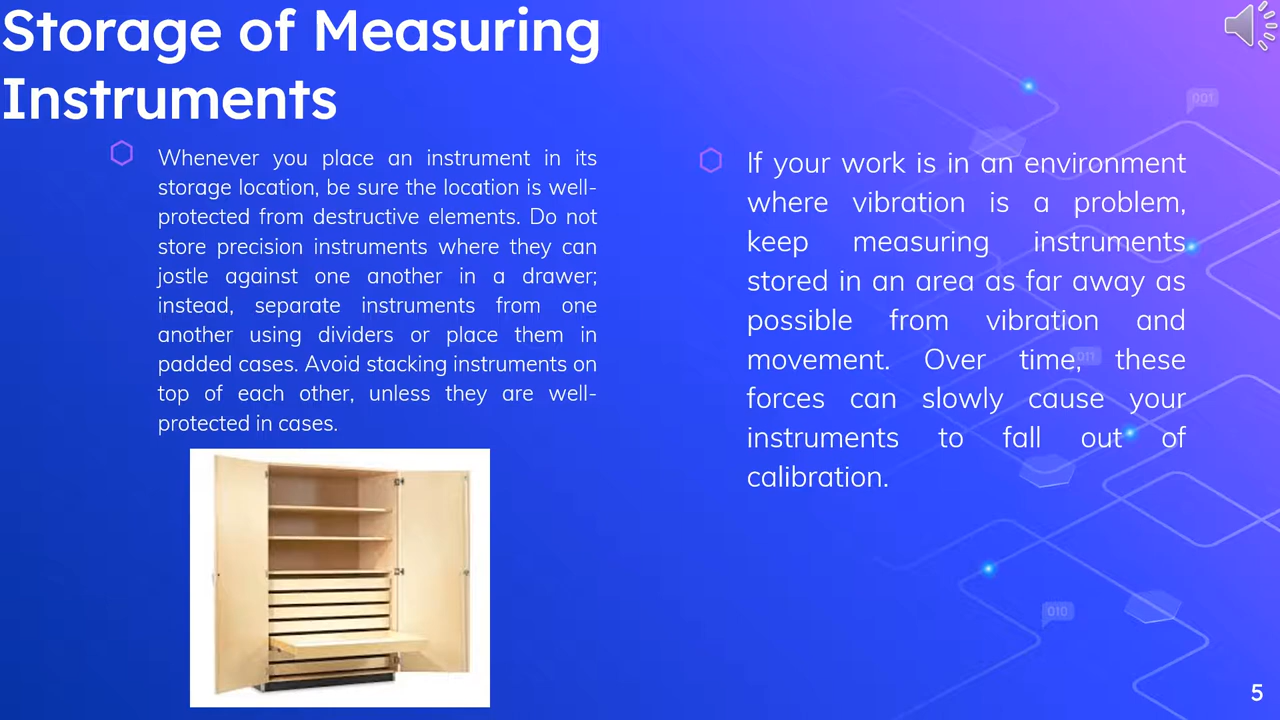 Storage of Measuring
Instruments
Whenever you place an instrument in its
storage location, be sure the location is well-
protected from destructive elements. Do not
store precision instruments where they can
jostle against one another in a drawer;
instead, separate instruments from one
another using dividers or place them in
padded cases. Avoid stacking instruments on
top of each other, unless they are well-
protected in cases.
If your work is in an environment
where vibration is a problem,
keep measuring instruments
stored in an area as far away as
possible from vibration and
movement. Over time, these
forces can slowly cause your
instruments to fall out of
calibration.
001
011
010
5